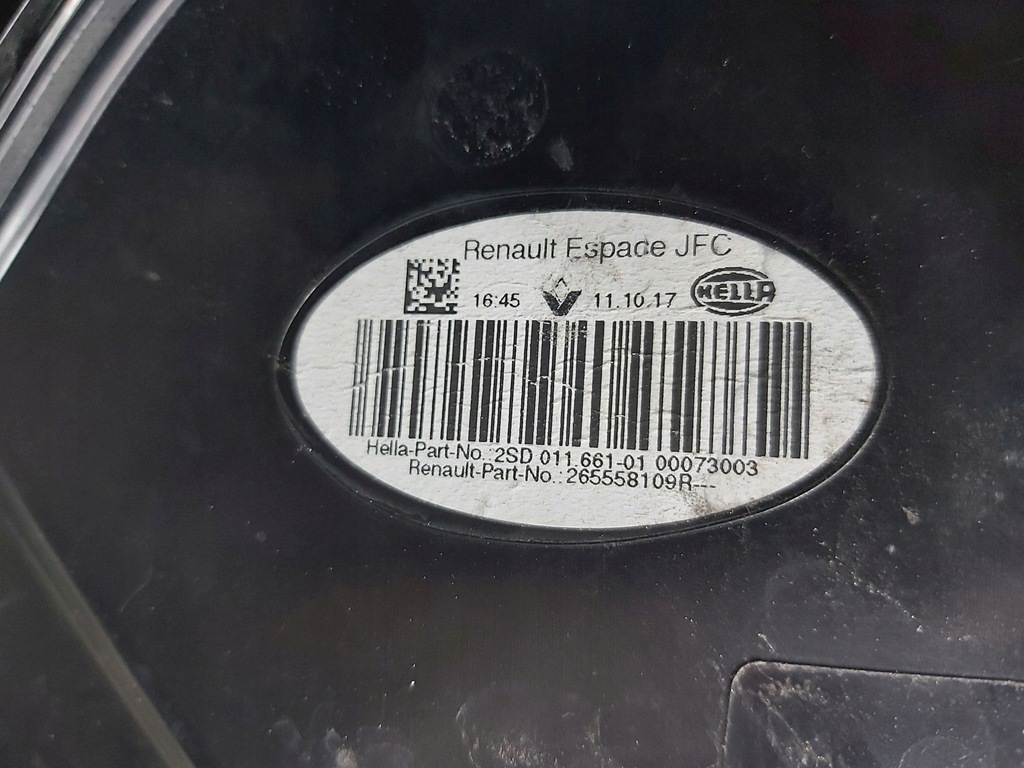 Renault Espace JFC
16:45 11.10.17 HELLA
Hella-Part-No.:2SD 011.661-01 00073003
Renault-Part-No.:265558109R---